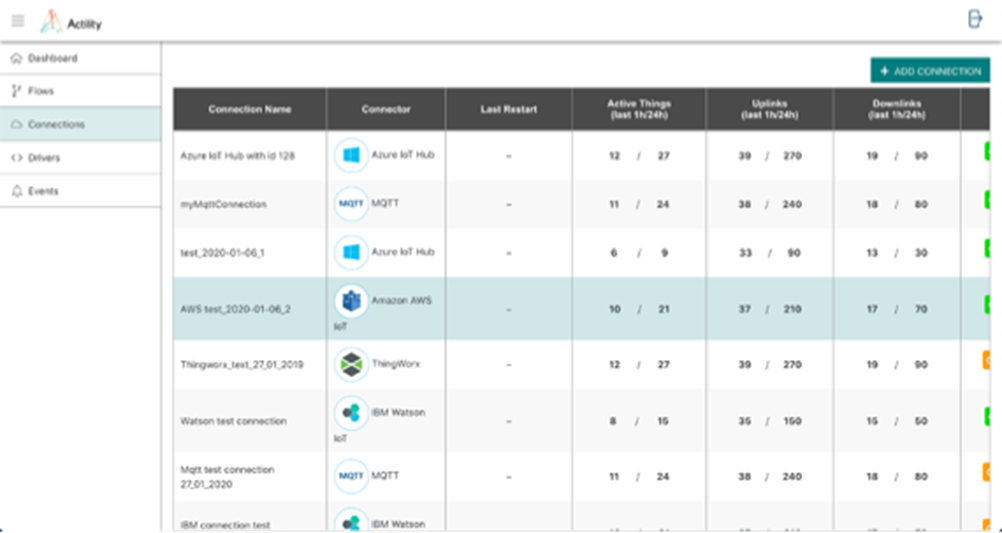 Actility
Dashboard
Flows
Connections
Drivers
Events
+ ADD CONNECTION
Connection Name
Connector
Last Restart
Active Things
(last 1h/24h)
Uplinks
(last 1h/24h)
Downlinks
(last 1h/24h)
Azure IoT Hub with id 128
Azure IoT Hub
–
12 / 27
39 / 270
19 / 90
myMqttConnection
MQTT
MQTT
–
11 / 24
38 / 240
18 / 80
test_2020-01-06_1
Azure IoT Hub
–
6 / 9
33 / 90
13 / 30
AWS test_2020-01-06_2
Amazon AWS
IoT
–
10 / 21
37 / 210
17 / 70
Thingworx_text_27_01_2019
ThingWorx
–
12 / 27
39 / 270
19 / 90
Watson test connection
IBM Watson
IoT
–
8 / 15
35 / 150
15 / 50
Mqtt test connection
27_01_2020
MQTT
MQTT
–
11 / 24
38 / 240
18 / 80
IBM connection test
IBM Watson